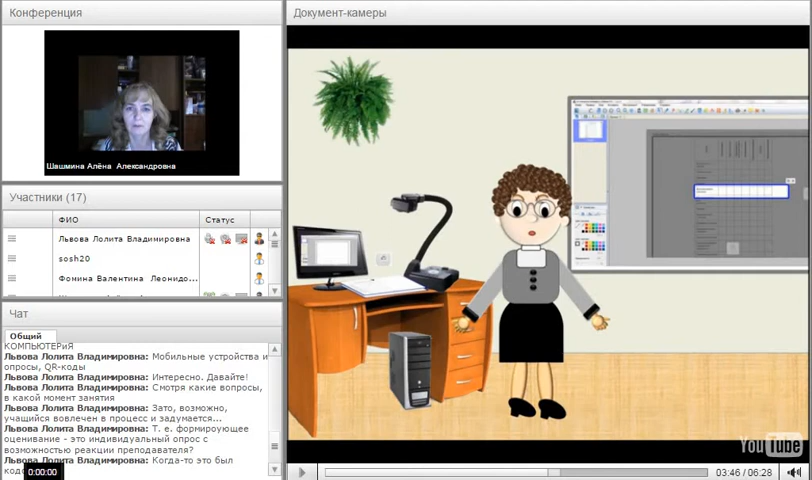 Конференция
Шашмина Алёна Александровна
Участники (17)
ФИО
Статус
Львова Лолита Владимировна
sosh20
Фомина Валентина Леонидо...
Чат
Общий
КОМПЬЮТЕРиЯ
Львова Лолита Владимировна: Мобильные устройства и
опросы, QR-коды
Львова Лолита Владимировна: Интересно. Давайте!
Львова Лолита Владимировна: Смотря какие вопросы,
в какой момент занятия
Львова Лолита Владимировна: Зато, возможно,
учащийся вовлечен в процесс и задумается...
Львова Лолита Владимировна: Т. е. формироующее
оценивание - это индивидуальный опрос с
возможностью реакции преподавателя?
Львова Лолита Владимировна: Когда-то это был
0:00:00
Документ-камеры
YouTube
03:46 / 06:28